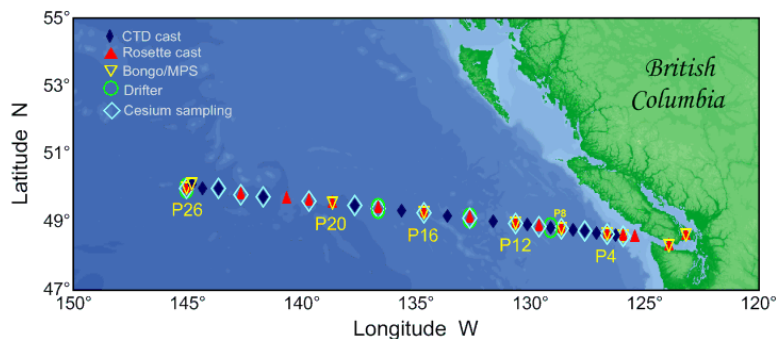 55°
53°
51°
49°
47°
Latitude N
CTD cast
Rosette cast
Bongo/MPS
Drifter
Cesium sampling
British
Columbia
P26
P20
P16
P12
P8
P4
150°
145°
140°
135°
130°
125°
120°
Longitude W